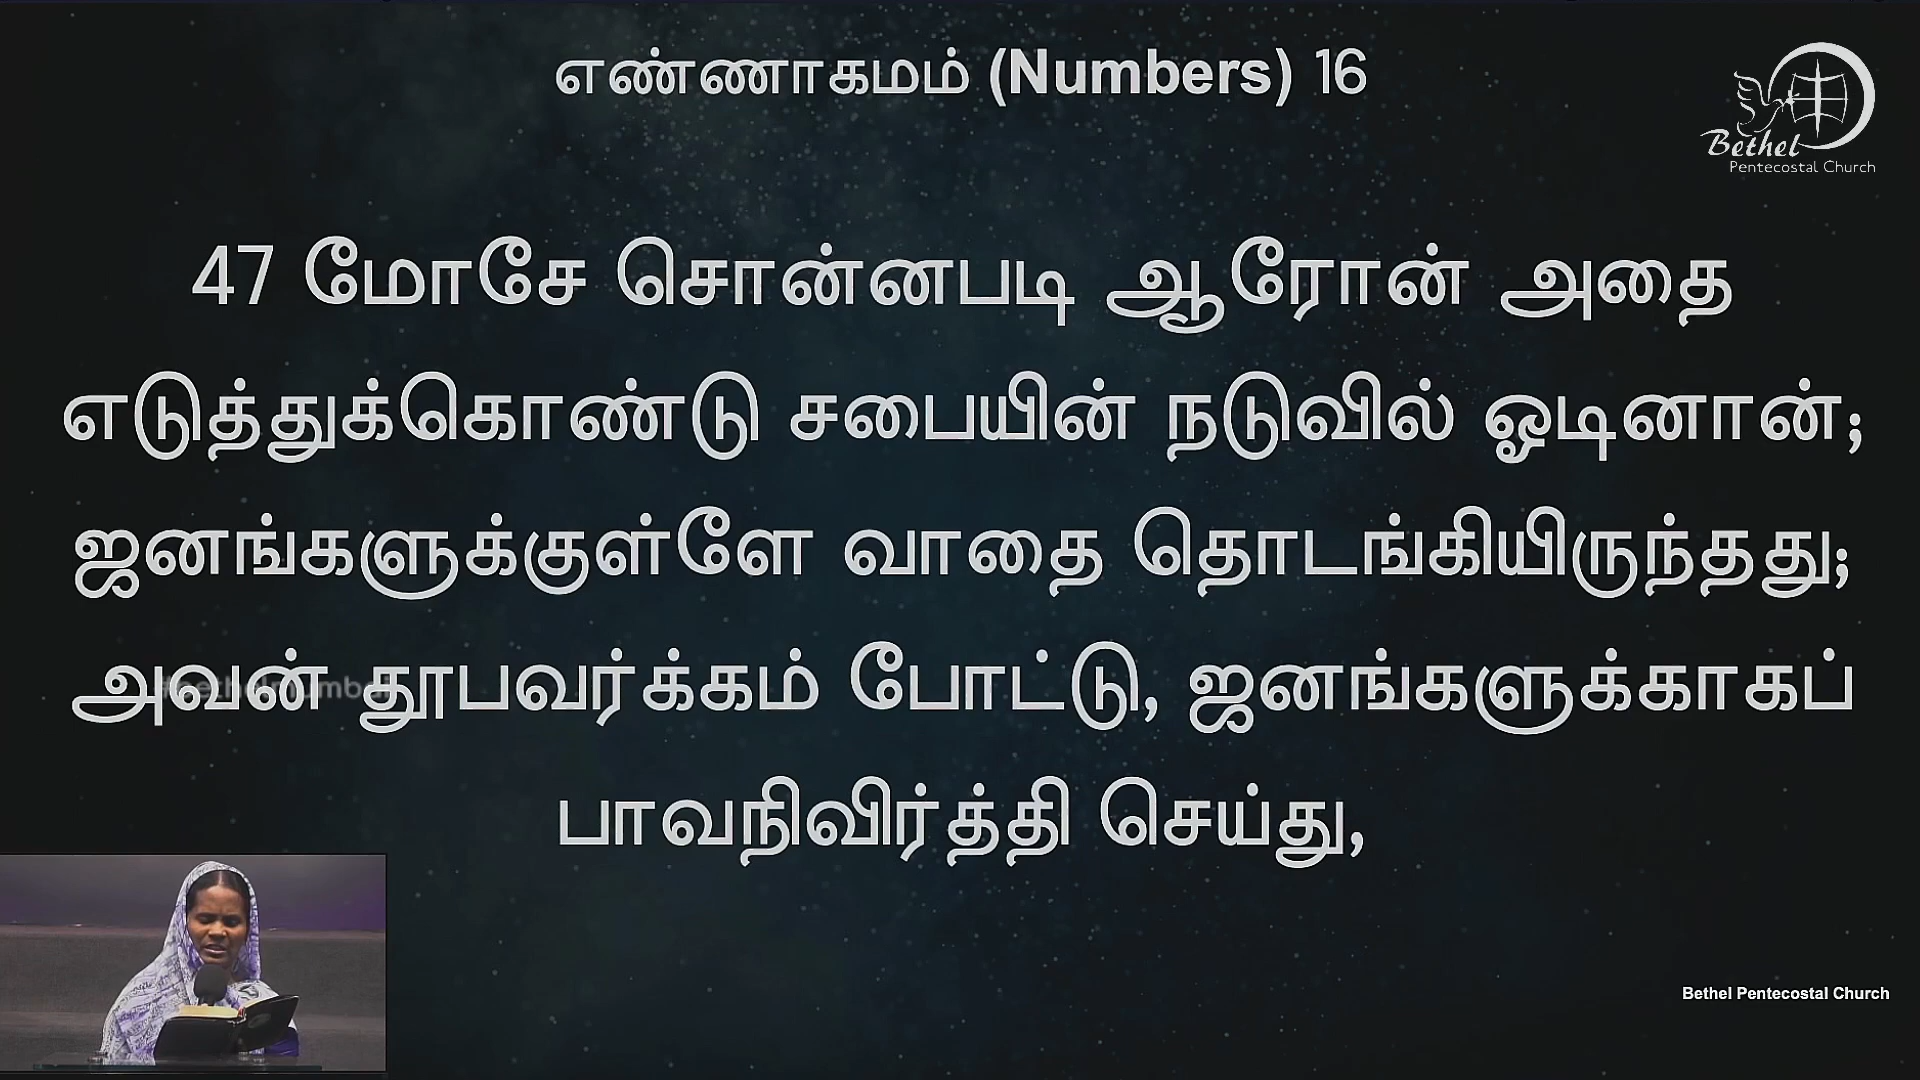 எண்ணாகமம் (Numbers) 16
Bethel
Pentecostal Church
47 மோசே சொன்னபடி ஆரோன் அதை
எடுத்துக்கொண்டு சபையின் நடுவில் ஓடினான்;
ஜனங்களுக்குள்ளே வாதை தொடங்கியிருந்தது;
அவன் தூபவர்க்கம் போட்டு, ஜனங்களுக்காகப்
பாவநிவிர்த்தி செய்து,
Bethel Pentecostal Church